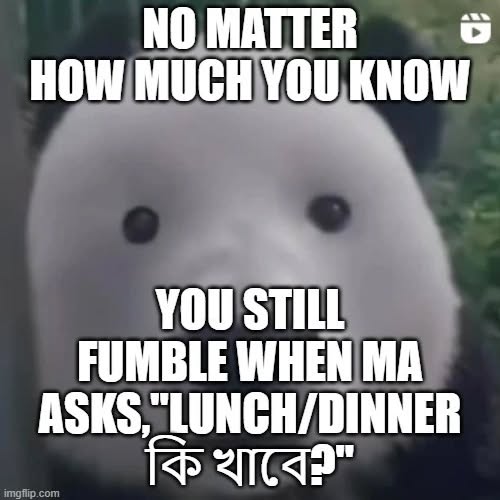 NO MATTER
HOW MUCH YOU KNOW
YOU STILL
FUMBLE WHEN MA
ASKS,"LUNCH/DINNER
কি খাবে?"
imgflip.com